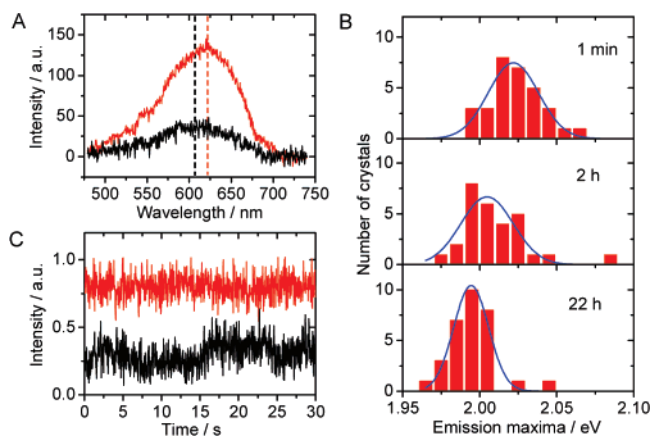 A
150
100
50
0
Intensity / a.u.
500 550 600 650 700 750
Wavelength / nm
C
1.0
0.5
0.0
Intensity / a.u.
0 5 10 15 20 25 30
Time / s
B
10
5
0
1 min
10
5
0
2 h
10
5
0
22 h
Number of crystals
1.95 2.00 2.05 2.10
Emission maxima / eV